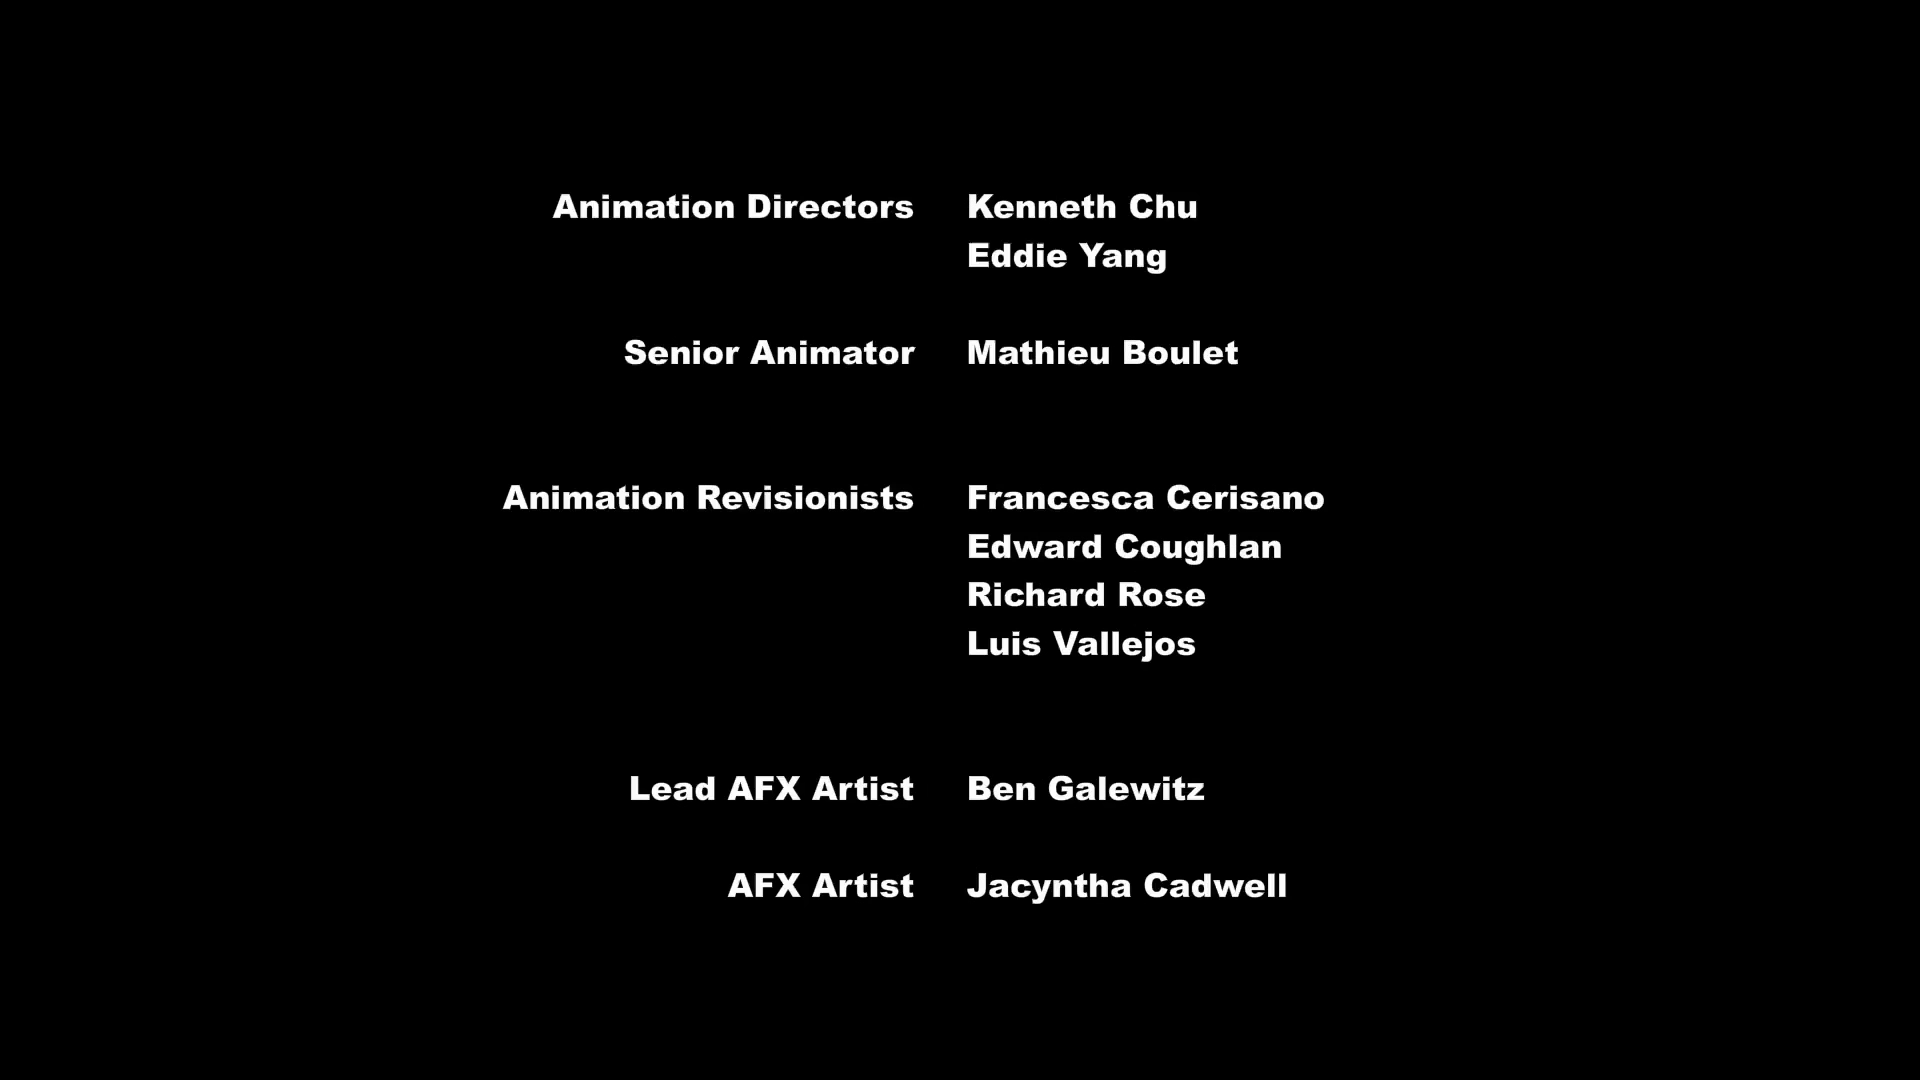 Animation Directors Kenneth Chu
Eddie Yang
Senior Animator Mathieu Boulet
Animation Revisionists Francesca Cerisano
Edward Coughlan
Richard Rose
Luis Vallejos
Lead AFX Artist Ben Galewitz
AFX Artist Jacyntha Cadwell